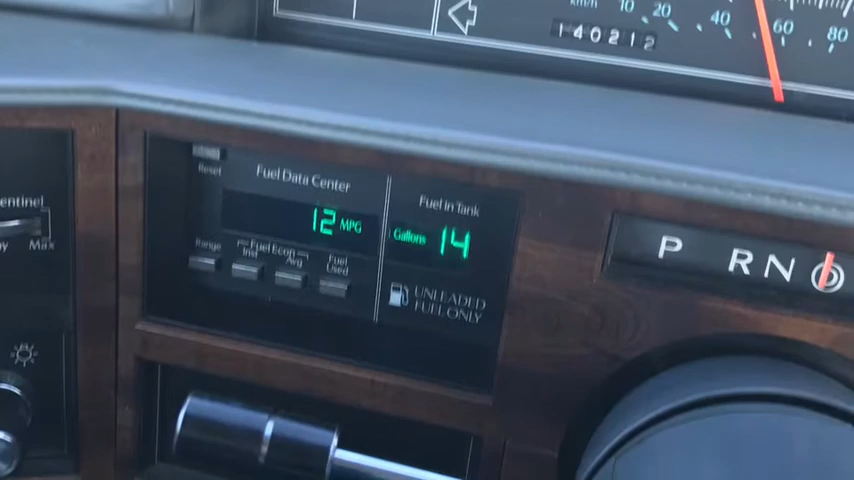 km/h 10 20 40 60 80
140212
Sentinel
Max
Reset
Fuel Data Center
12 MPG
Range
Fuel Econ
Inst Avg
Fuel Used
Fuel in Tank
Gallons 14
UNLEADED
FUEL ONLY
P R N D